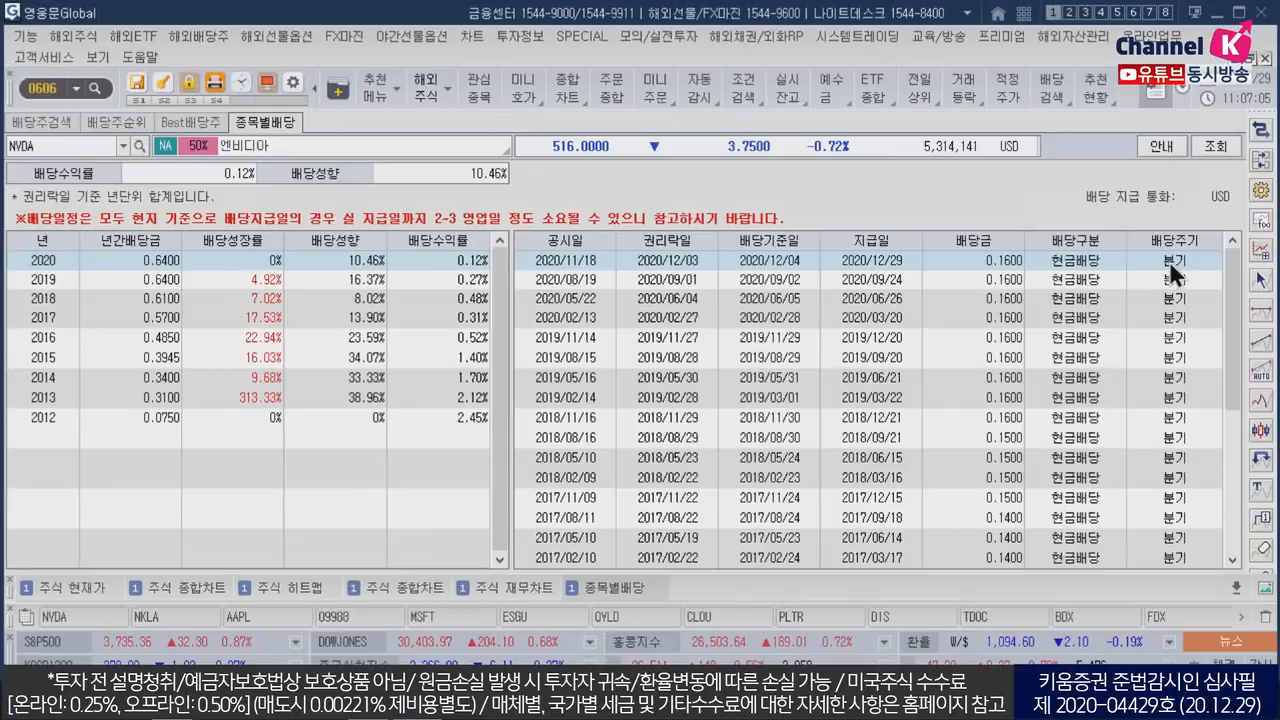 영웅문Global 금융센터 1544-9000/1544-9911 | 해외선물/FX마진 1544-9600 | 나이트데스크 1544-8400 1 2 3 4 5 6 7 8
기능 해외주식 해외ETF 해외배당주 해외선물옵션 FX마진 야간선물옵션 차트 투자정보 SPECIAL 모의/실전투자 해외채권/외화RP 시스템트레이딩 교육/방송 프리미엄 해외자산관리 온라인업무
고객서비스 보기 도움말
Channel K
유튜브동시방송
0606 S1 S2 S3 S4 추천메뉴 해외주식 관심종목 미니호가 종합차트 주문종합 미니주문 자동감시 조건검색 실시잔고 예수금 ETF종합 전일상위 거래등락 적정주가 배당검색 추천현황 /29
11:07:05
배당주검색 배당주순위 Best배당주 종목별배당
NVDA NA 50% 엔비디아 516.0000 ▼ 3.7500 -0.72% 5,314,141 USD 안내 조회
배당수익률 0.12% 배당성향 10.46%
* 권리락일 기준 년단위 합계입니다. 배당 지급 통화: USD
※배당일정은 모두 현지 기준으로 배당지급일의 경우 실 지급일까지 2~3 영업일 정도 소요될 수 있으니 참고하시기 바랍니다.
년 년간배당금 배당성장률 배당성향 배당수익률 공시일 권리락일 배당기준일 지급일 배당금 배당구분 배당주기
2020 0.6400 0% 10.46% 0.12% 2020/11/18 2020/12/03 2020/12/04 2020/12/29 0.1600 현금배당 분기
2019 0.6400 4.92% 16.37% 0.27% 2020/08/19 2020/09/01 2020/09/02 2020/09/24 0.1600 현금배당 분기
2018 0.6100 7.02% 8.02% 0.48% 2020/05/22 2020/06/04 2020/06/05 2020/06/26 0.1600 현금배당 분기
2017 0.5700 17.53% 13.90% 0.31% 2020/02/13 2020/02/27 2020/02/28 2020/03/20 0.1600 현금배당 분기
2016 0.4850 22.94% 23.59% 0.52% 2019/11/14 2019/11/27 2019/11/29 2019/12/20 0.1600 현금배당 분기
2015 0.3945 16.03% 34.07% 1.40% 2019/08/15 2019/08/28 2019/08/29 2019/09/20 0.1600 현금배당 분기
2014 0.3400 9.68% 33.33% 1.70% 2019/05/16 2019/05/30 2019/05/31 2019/06/21 0.1600 현금배당 분기
2013 0.3100 313.33% 38.96% 2.12% 2019/02/14 2019/02/28 2019/03/01 2019/03/22 0.1600 현금배당 분기
2012 0.0750 0% 0% 2.45% 2018/11/16 2018/11/29 2018/11/30 2018/12/21 0.1600 현금배당 분기
2018/08/16 2018/08/29 2018/08/30 2018/09/21 0.1500 현금배당 분기
2018/05/10 2018/05/23 2018/05/24 2018/06/15 0.1500 현금배당 분기
2018/02/09 2018/02/22 2018/02/23 2018/03/16 0.1500 현금배당 분기
2017/11/09 2017/11/22 2017/11/24 2017/12/15 0.1500 현금배당 분기
2017/08/11 2017/08/22 2017/08/24 2017/09/18 0.1400 현금배당 분기
2017/05/10 2017/05/19 2017/05/23 2017/06/14 0.1400 현금배당 분기
2017/02/10 2017/02/22 2017/02/24 2017/03/17 0.1400 현금배당 분기
1 주식 현재가 1 주식 종합차트 1 주식 히트맵 1 주식 종합차트 1 주식 재무차트 1 종목별배당
NVDA NKLA AAPL 09988 MSFT ESGU QYLD CLOU PLTR DIS TDOC BDX FDX
S&P500 3,735.36 ▲32.30 0.87% DOWJONES 30,403.97 ▲204.10 0.68% 홍콩지수 26,503.64 ▲189.01 0.72% 환율 W/$ 1,094.60 ▼2.10 -0.19% 뉴스
*투자 전 설명청취/예금자보호법상 보호상품 아님/ 원금손실 발생 시 투자자 귀속/환율변동에 따른 손실 가능 / 미국주식 수수료
[온라인: 0.25%, 오프라인: 0.50%] (매도시 0.00221% 제비용별도) / 매체별, 국가별 세금 및 기타수수료에 대한 자세한 사항은 홈페이지 참고
키움증권 준법감시인 심사필
제 2020-04429호 (20.12.29)